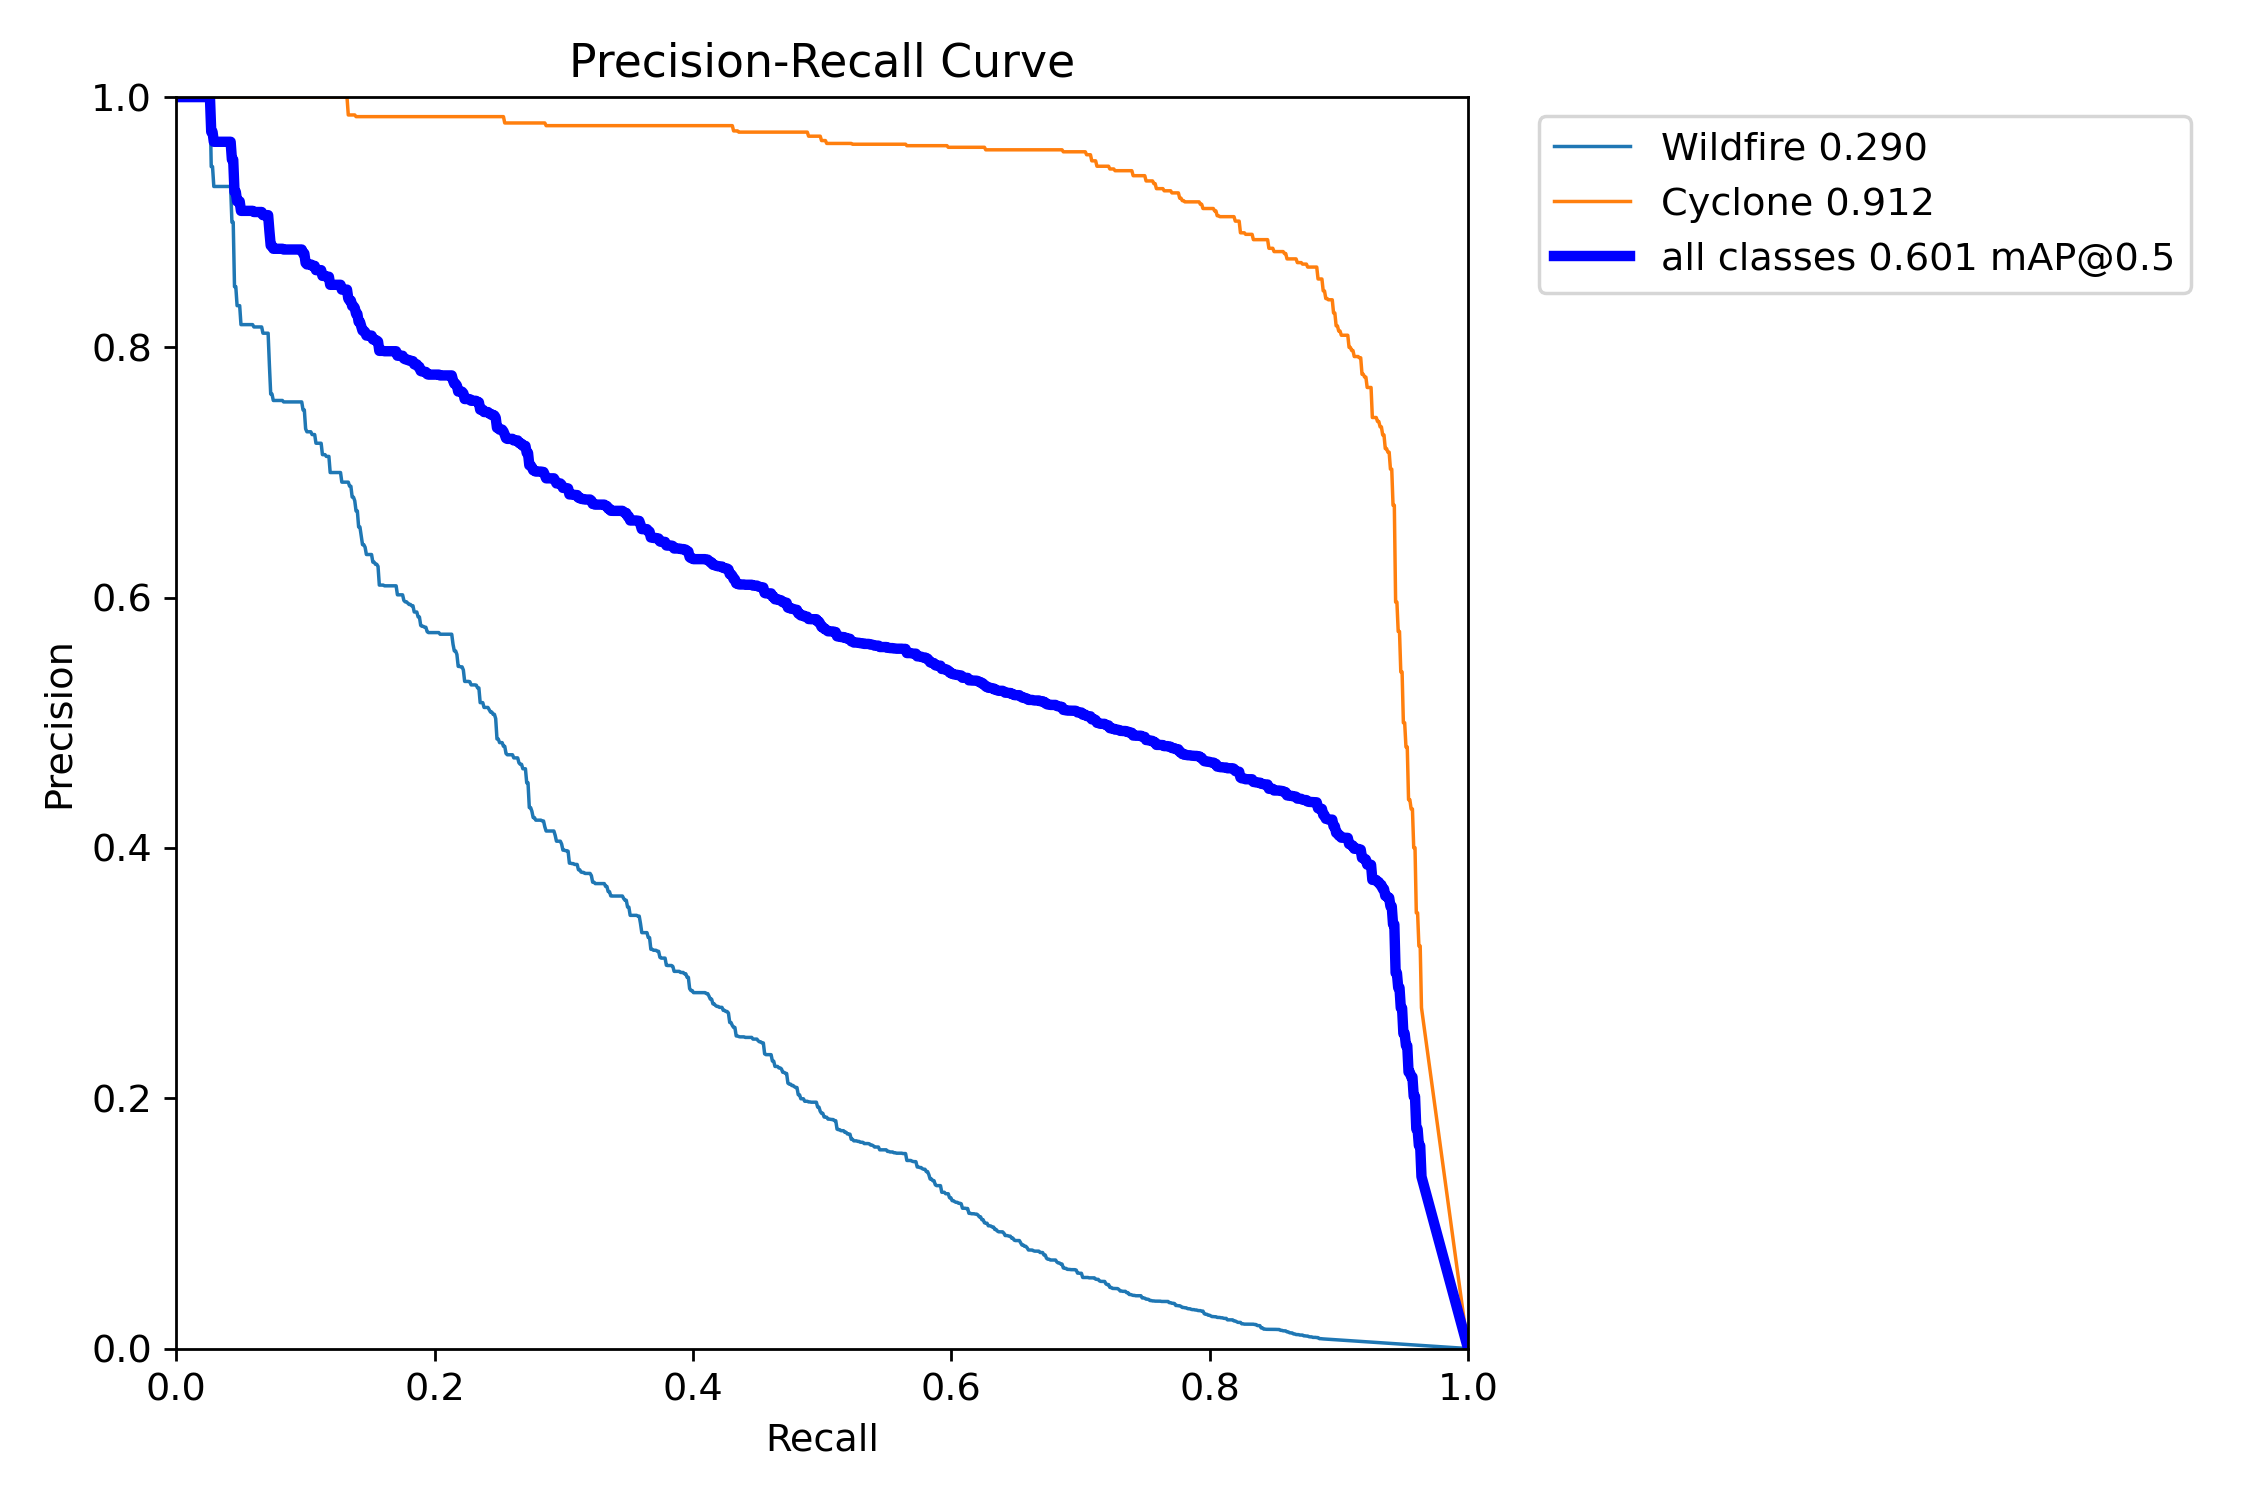 Precision-Recall Curve
1.0
0.8
0.6
0.4
0.2
0.0
Precision
0.0 0.2 0.4 0.6 0.8 1.0
Recall
Wildfire 0.290
Cyclone 0.912
all classes 0.601 mAP@0.5